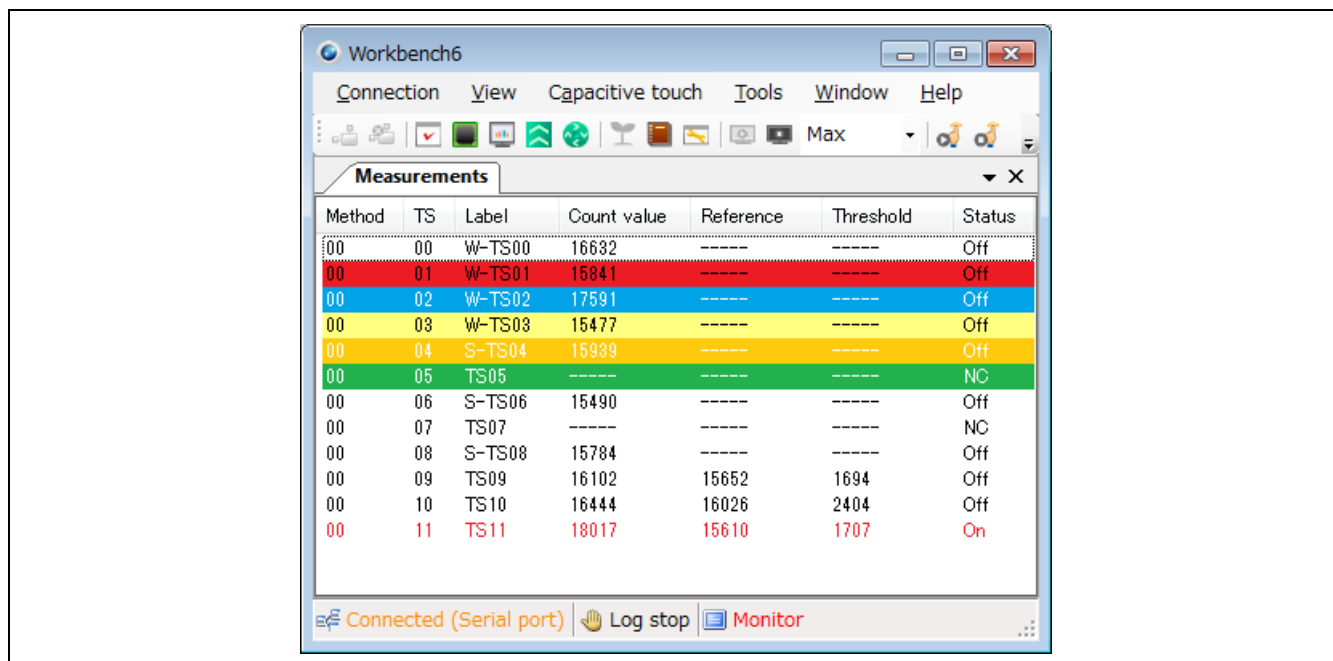 Workbench6
Connection View Capacitive touch Tools Window Help
Max
Measurements
Method TS Label Count value Reference Threshold Status
00 00 W-TS00 16632 ----- ----- Off
00 01 W-TS01 15841 ----- ----- Off
00 02 W-TS02 17591 ----- ----- Off
00 03 W-TS03 15477 ----- ----- Off
00 04 S-TS04 15939 ----- ----- Off
00 05 TS05 ----- ----- ----- NC
00 06 S-TS06 15490 ----- ----- Off
00 07 TS07 ----- ----- ----- NC
00 08 S-TS08 15784 ----- ----- Off
00 09 TS09 16102 15652 1694 Off
00 10 TS10 16444 16026 2404 Off
00 11 TS11 18017 15610 1707 On
Connected (Serial port) Log stop Monitor